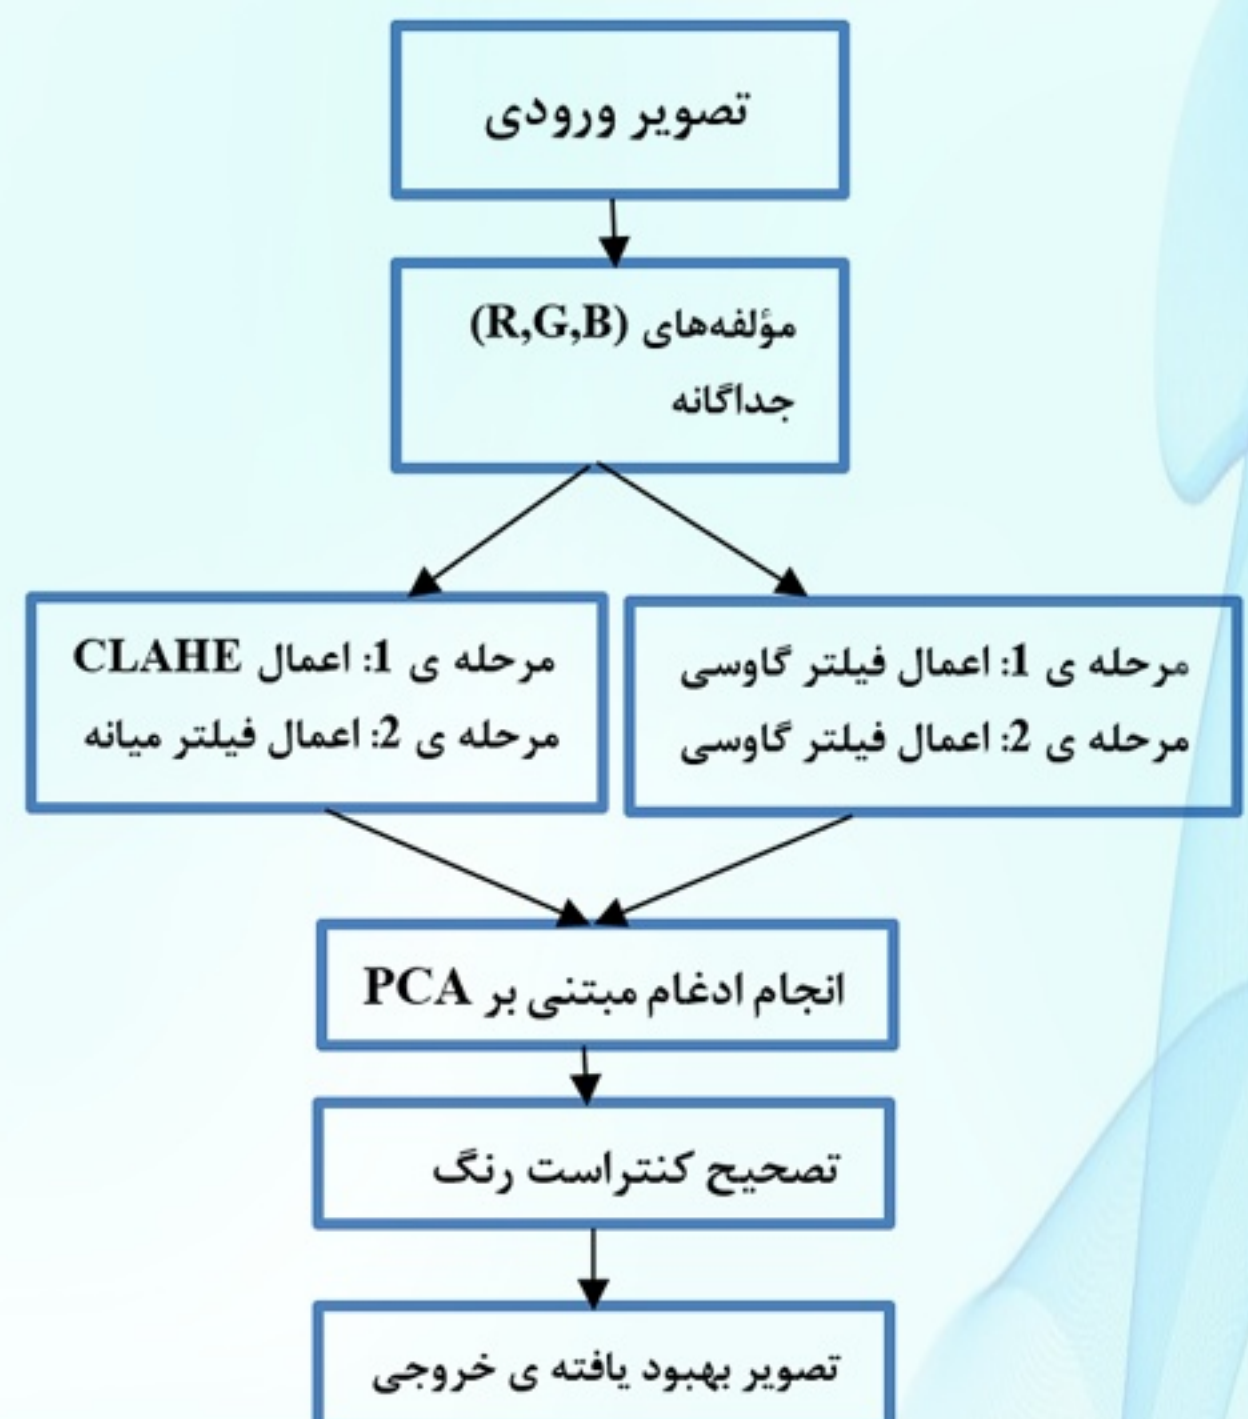 تصویر ورودی
مؤلفه‌های (R,G,B)
جداگانه
مرحله ی 1: اعمال فیلتر گاوسی
مرحله ی 2: اعمال فیلتر گاوسی
مرحله ی 1: اعمال CLAHE
مرحله ی 2: اعمال فیلتر میانه
انجام ادغام مبتنی بر PCA
تصحیح کنتراست رنگ
تصویر بهبود یافته ی خروجی